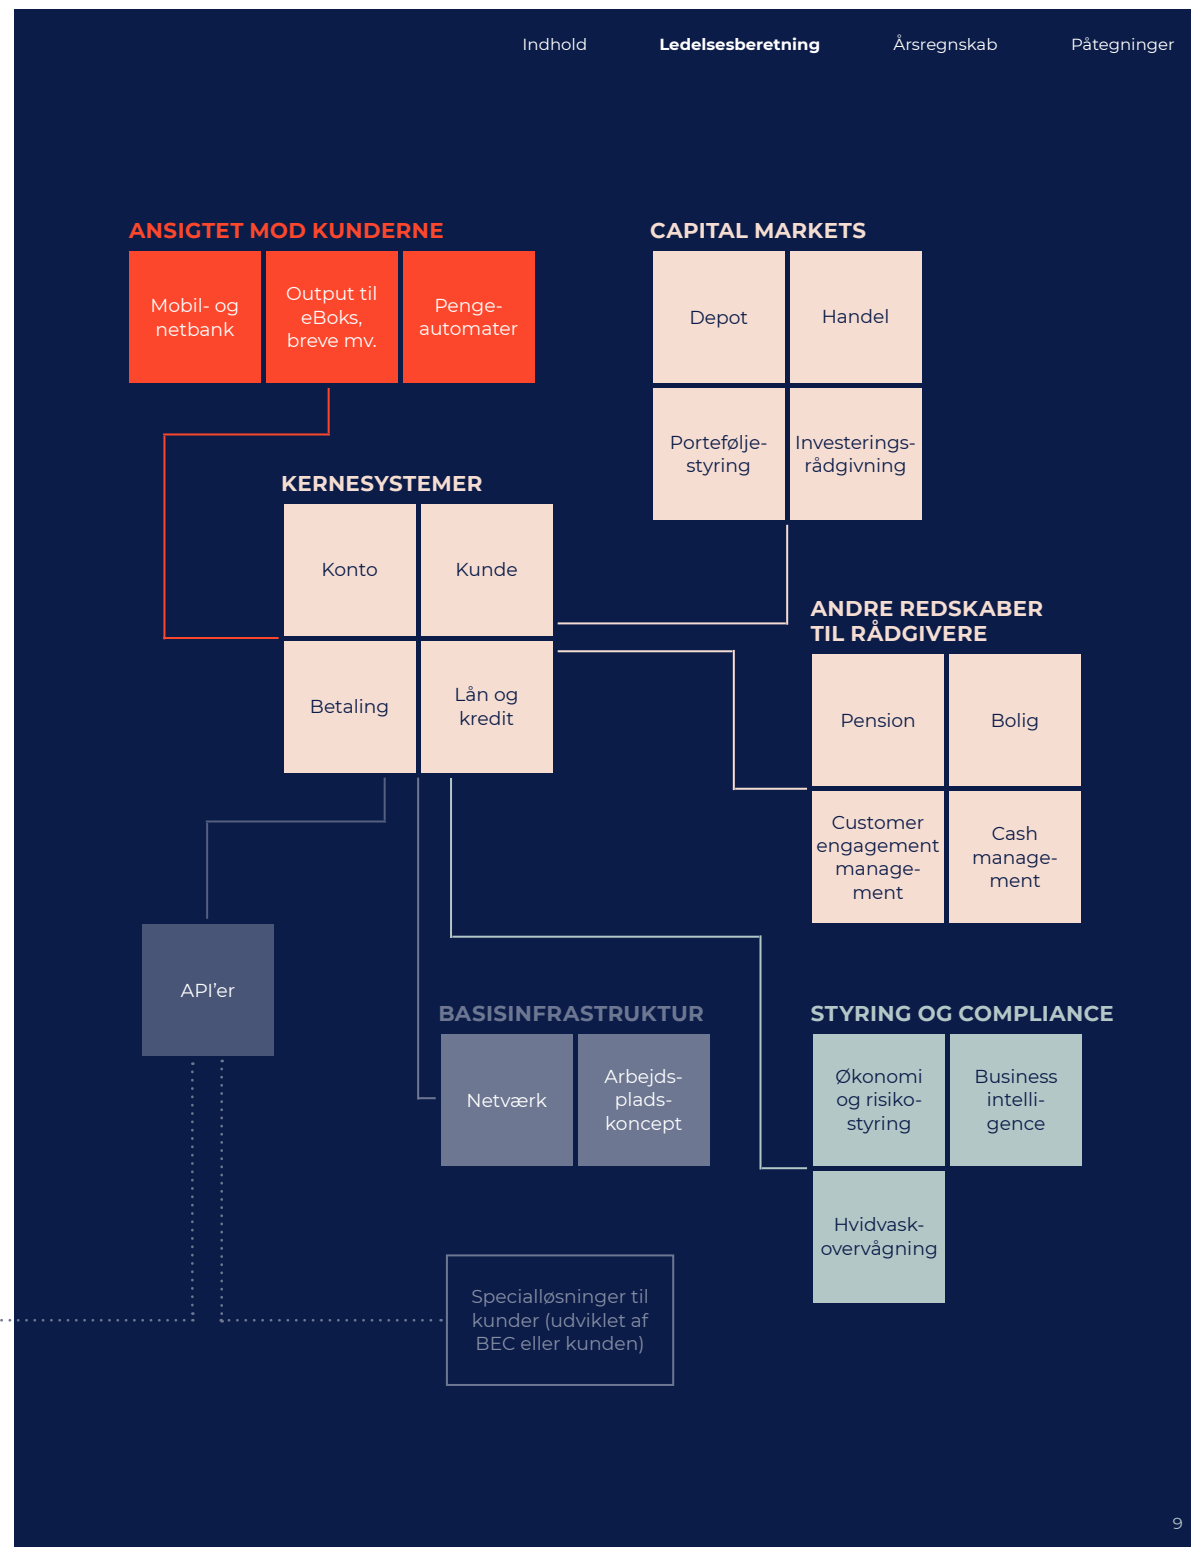 Indhold
Ledelsesberetning
Årsregnskab
Påtegninger
ANSIGTET MOD KUNDERNE
Mobil- og
netbank
Output til
eBoks,
breve mv.
Penge-
automater
CAPITAL MARKETS
Depot
Handel
Portefølje-
styring
Investerings-
rådgivning
KERNESYSTEMER
Konto
Kunde
Betaling
Lån og
kredit
ANDRE REDSKABER
TIL RÅDGIVERE
Pension
Bolig
Customer
engagement
manage-
ment
Cash
manage-
ment
API’er
BASISINFRASTRUKTUR
Netværk
Arbejds-
plads-
koncept
STYRING OG COMPLIANCE
Økonomi
og risiko-
styring
Business
intelli-
gence
Hvidvask-
overvågning
Specialløsninger til
kunder (udviklet af
BEC eller kunden)
9